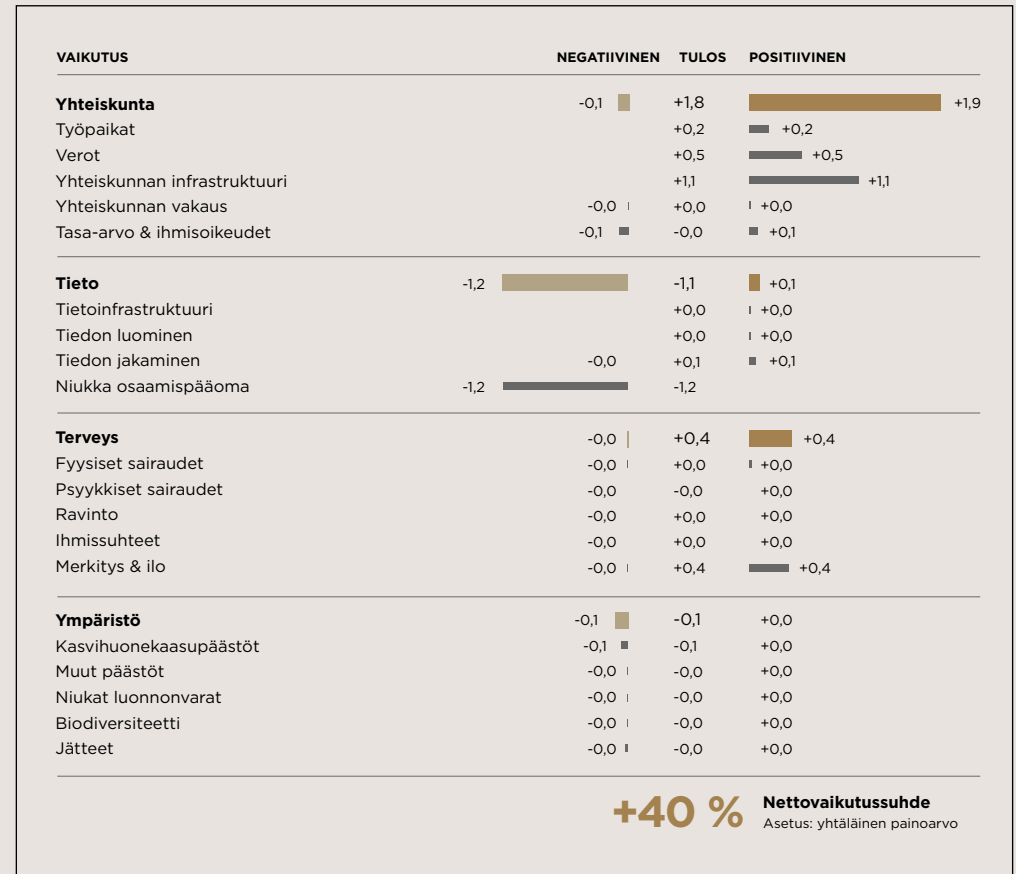 VAIKUTUS NEGATIIVINEN TULOS POSITIIVINEN
Yhteiskunta -0,1 +1,8 +1,9
Työpaikat +0,2 +0,2
Verot +0,5 +0,5
Yhteiskunnan infrastruktuuri +1,1 +1,1
Yhteiskunnan vakaus -0,0 +0,0 +0,0
Tasa-arvo & ihmisoikeudet -0,1 -0,0 +0,1
Tieto -1,2 -1,1 +0,1
Tietoinfrastruktuuri +0,0 +0,0
Tiedon luominen +0,0 +0,0
Tiedon jakaminen -0,0 +0,1 +0,1
Niukka osaamispääoma -1,2 -1,2
Terveys -0,0 +0,4 +0,4
Fyysiset sairaudet -0,0 +0,0 +0,0
Psyykkiset sairaudet -0,0 -0,0 +0,0
Ravinto -0,0 +0,0 +0,0
Ihmissuhteet -0,0 +0,0 +0,0
Merkitys & ilo -0,0 +0,4 +0,4
Ympäristö -0,1 -0,1 +0,0
Kasvihuonekaasupäästöt -0,1 -0,1 +0,0
Muut päästöt -0,0 -0,0 +0,0
Niukat luonnonvarat -0,0 -0,0 +0,0
Biodiversiteetti -0,0 -0,0 +0,0
Jätteet -0,0 -0,0 +0,0
+40 % Nettovaikutussuhde
Asetus: yhtäläinen painoarvo